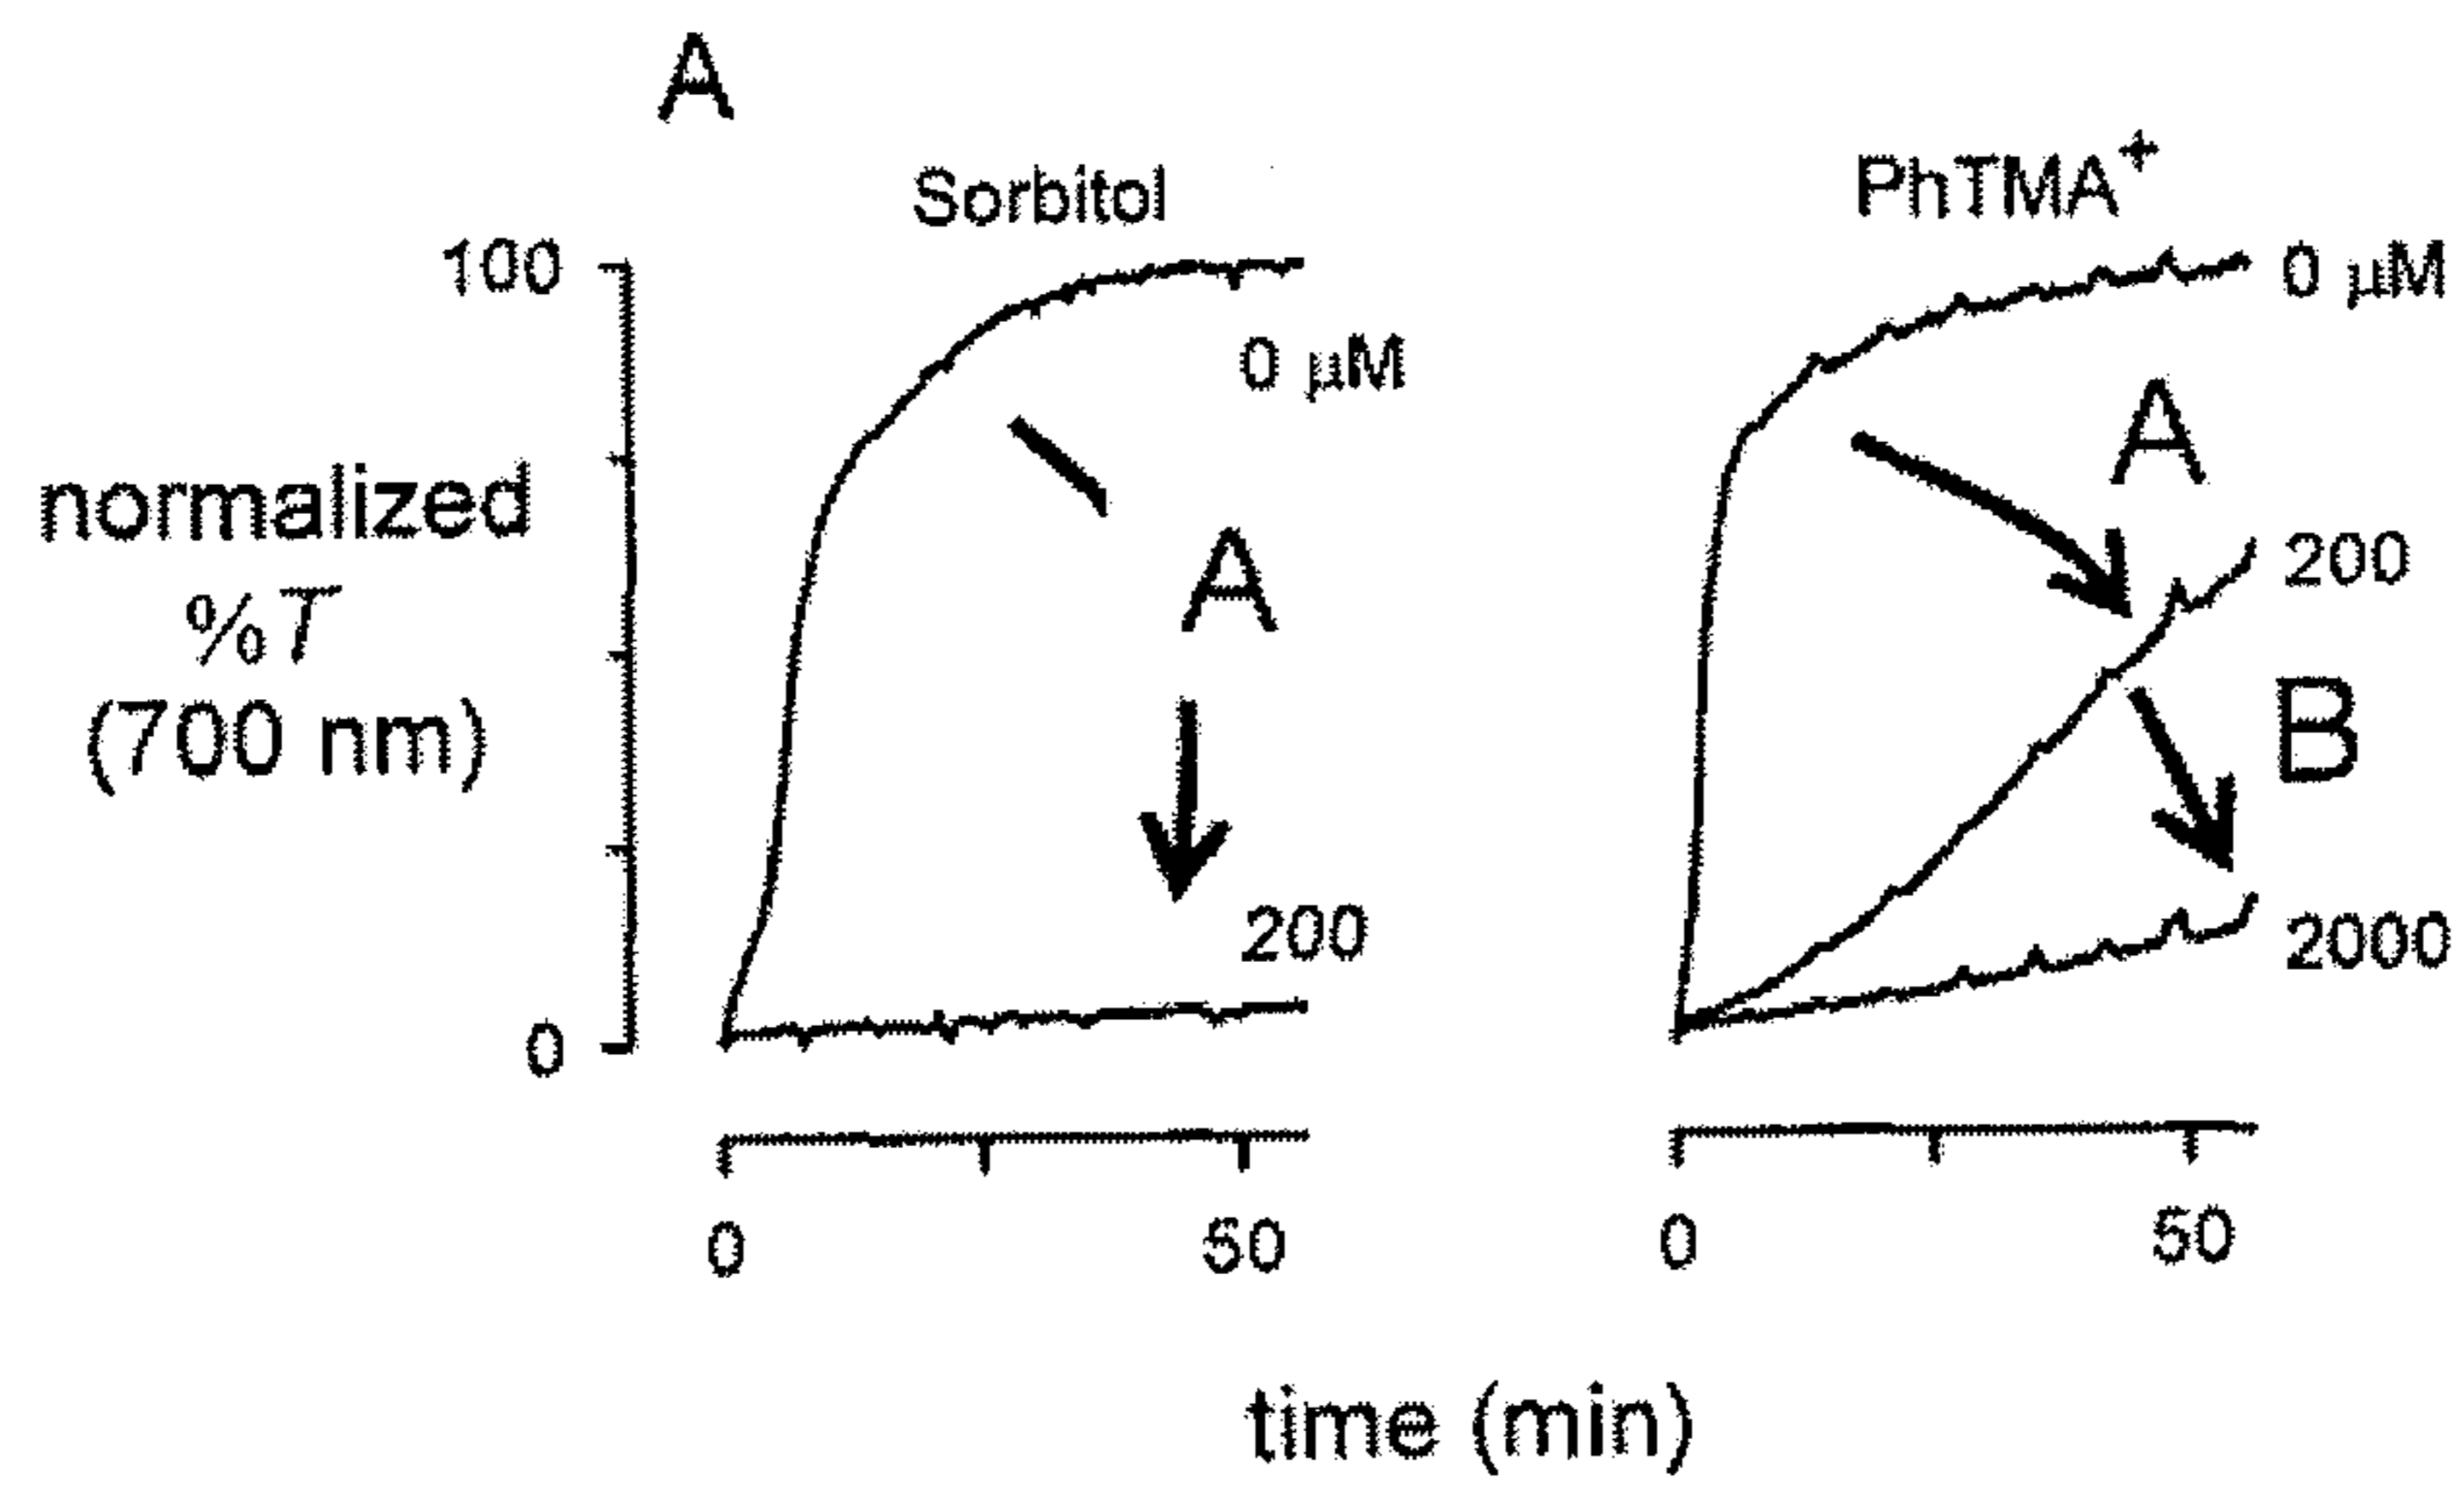 A
Sorbitol
PhTMA⁺
100
0 µM
0 µM
A
normalized
%T
(700 nm)
A
200
B
200
2000
0
0
50
0
50
time (min)